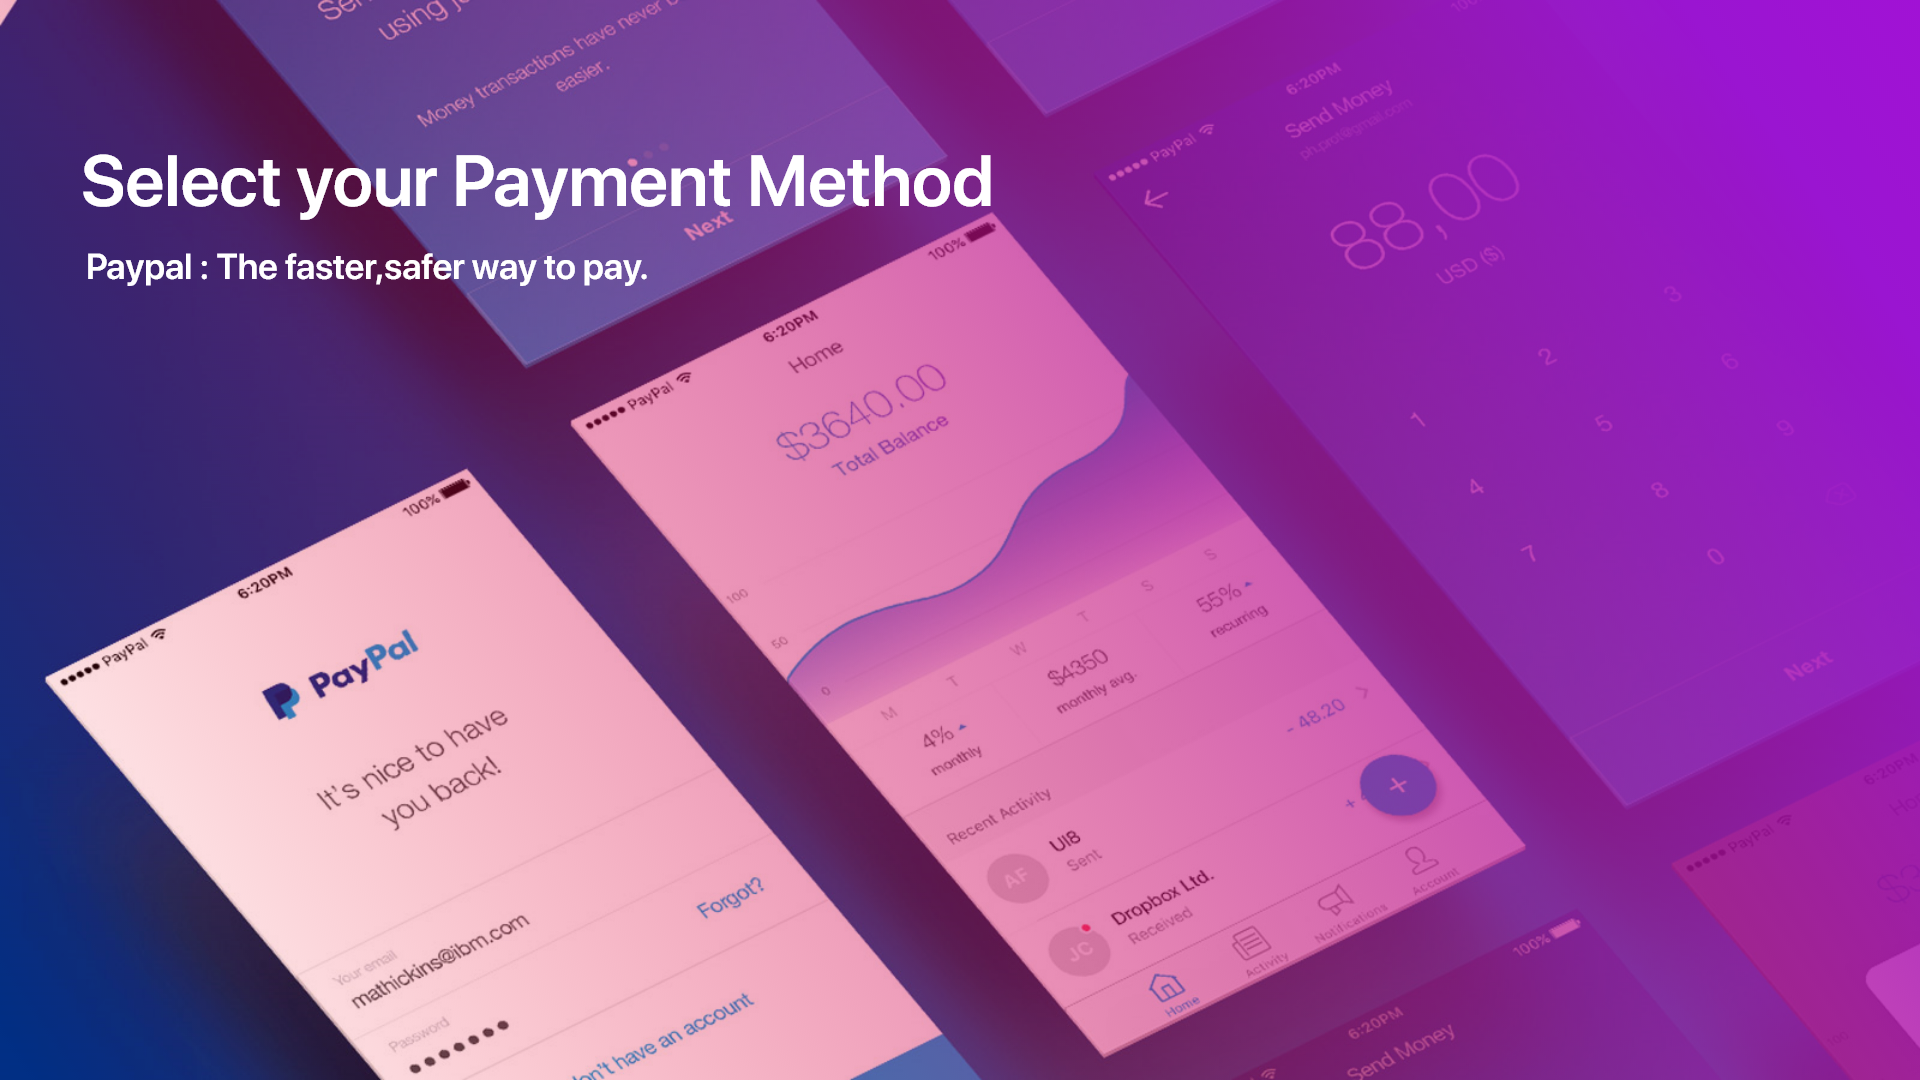 using
Money transactions have never
easier.
Next
Select your Payment Method
Paypal : The faster,safer way to pay.
100%
6:20PM
PayPal
Home
$3640.00
Total Balance
100
50
0
M T W T S S
4%
monthly
$4350
monthly avg.
55%
recurring
Recent Activity
- 48.20
UI8
Sent
AF
+
Dropbox Ltd.
Received
JC
Home
Activity
Notifications
Account
100%
6:20PM
PayPal
PayPal
It's nice to have
you back!
Your email
mathickins@ibm.com
Forgot?
Password
have an account
6:20PM
PayPal
Send Money
88,00
USD ($)
1 2 3
4 5 6
7 8 9
0
Next
100%
6:20PM
Send Money
6:20PM
PayPal